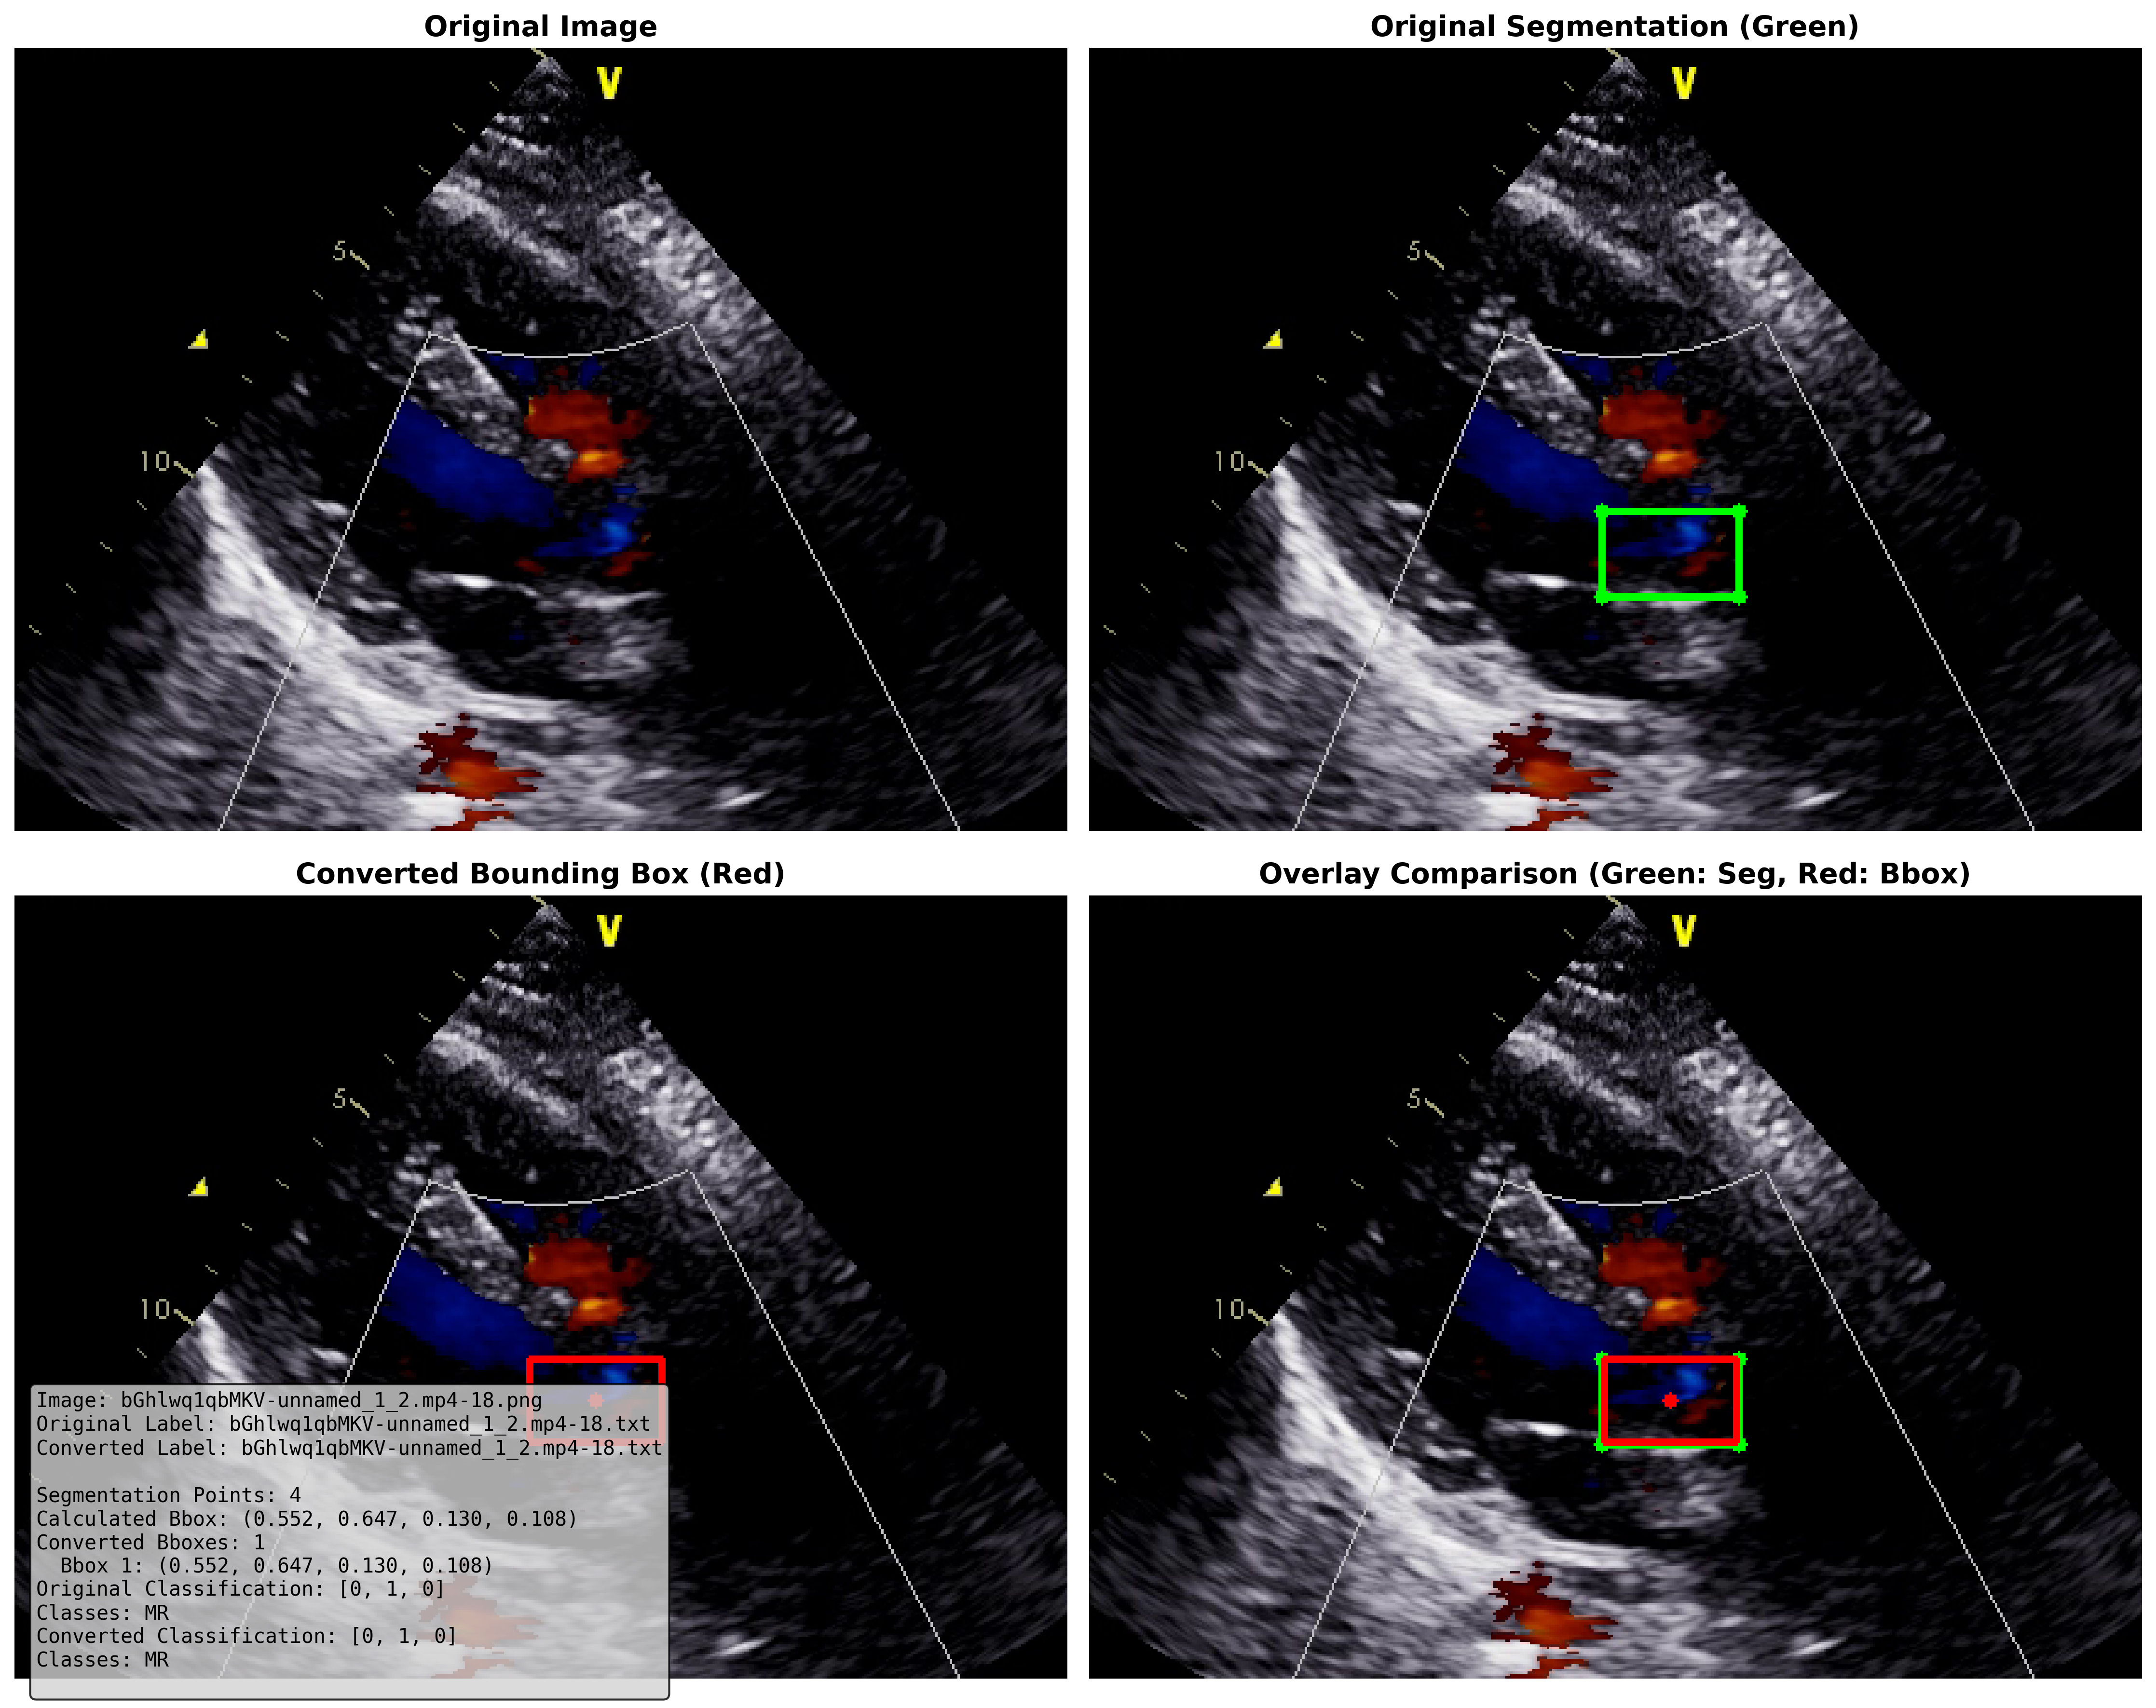 Original Image
Original Segmentation (Green)
V
5
10
V
5
10
Converted Bounding Box (Red)
Overlay Comparison (Green: Seg, Red: Bbox)
V
5
10
V
5
10
Image: bGhlwq1qbMKV-unnamed_1_2.mp4-18.png
Original Label: bGhlwq1qbMKV-unnamed_1_2.mp4-18.txt
Converted Label: bGhlwq1qbMKV-unnamed_1_2.mp4-18.txt
Segmentation Points: 4
Calculated Bbox: (0.552, 0.647, 0.130, 0.108)
Converted Bboxes: 1
Bbox 1: (0.552, 0.647, 0.130, 0.108)
Original Classification: [0, 1, 0]
Classes: MR
Converted Classification: [0, 1, 0]
Classes: MR